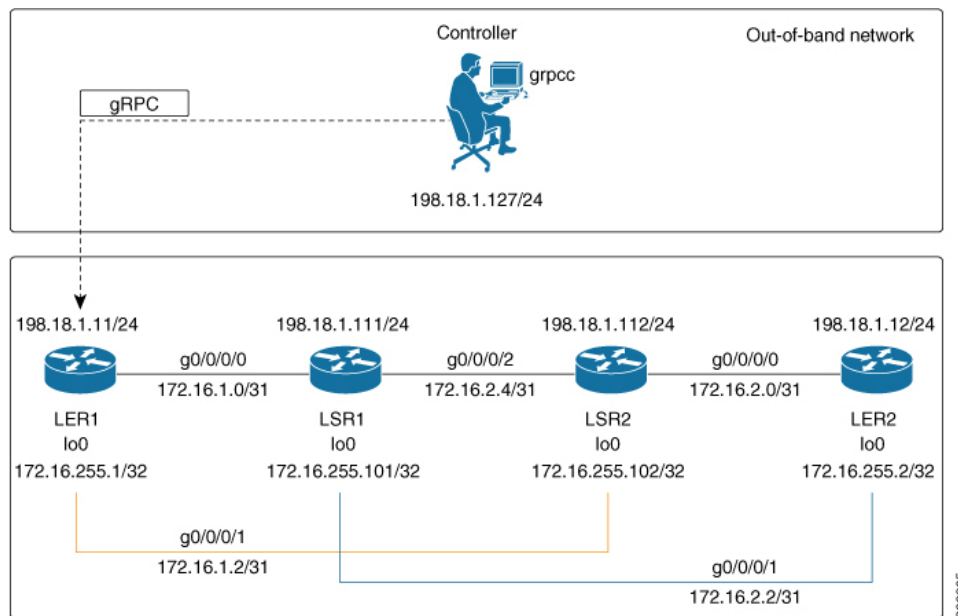 Controller
Out-of-band network
grpcc
gRPC
198.18.1.127/24
198.18.1.11/24
198.18.1.111/24
198.18.1.112/24
198.18.1.12/24
g0/0/0/0
g0/0/0/2
g0/0/0/0
172.16.1.0/31
172.16.2.4/31
172.16.2.0/31
LER1
LSR1
LSR2
LER2
lo0
lo0
lo0
lo0
172.16.255.1/32
172.16.255.101/32
172.16.255.102/32
172.16.255.2/32
g0/0/0/1
172.16.1.2/31
g0/0/0/1
172.16.2.2/31